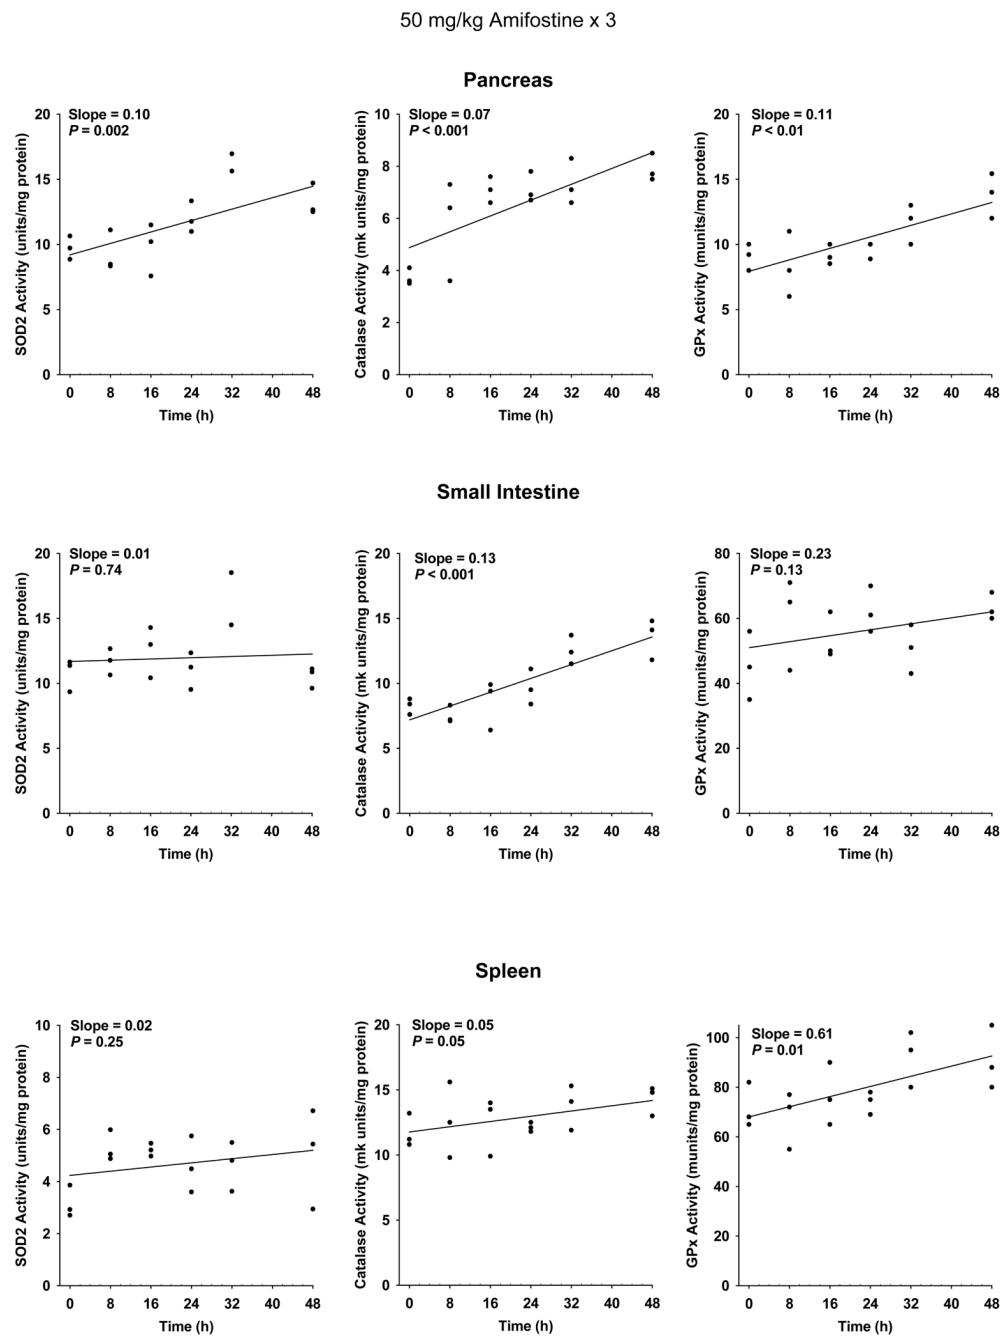 50 mg/kg Amifostine x 3
Pancreas
Slope = 0.10
P = 0.002
SOD2 Activity (units/mg protein)
20
15
10
5
0
0 8 16 24 32 40 48
Time (h)
Slope = 0.07
P < 0.001
Catalase Activity (mk units/mg protein)
10
8
6
4
2
0
0 8 16 24 32 40 48
Time (h)
Slope = 0.11
P < 0.01
GPx Activity (munits/mg protein)
20
15
10
5
0
0 8 16 24 32 40 48
Time (h)
Small Intestine
Slope = 0.01
P = 0.74
SOD2 Activity (units/mg protein)
20
15
10
5
0
0 8 16 24 32 40 48
Time (h)
Slope = 0.13
P < 0.001
Catalase Activity (mk units/mg protein)
20
15
10
5
0
0 8 16 24 32 40 48
Time (h)
Slope = 0.23
P = 0.13
GPx Activity (munits/mg protein)
80
60
40
20
0
0 8 16 24 32 40 48
Time (h)
Spleen
Slope = 0.02
P = 0.25
SOD2 Activity (units/mg protein)
10
8
6
4
2
0
0 8 16 24 32 40 48
Time (h)
Slope = 0.05
P = 0.05
Catalase Activity (mk units/mg protein)
20
15
10
5
0
0 8 16 24 32 40 48
Time (h)
Slope = 0.61
P = 0.01
GPx Activity (munits/mg protein)
100
80
60
40
20
0
0 8 16 24 32 40 48
Time (h)